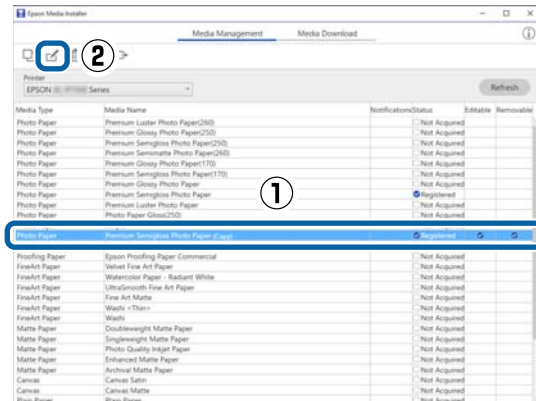 Epson Media Installer
Media Management Media Download
②
Printer
EPSON Series
Refresh
Media Type Media Name Notifications Status Editable Removable
Photo Paper Premium Luster Photo Paper(260) Not Acquired
Photo Paper Premium Glossy Photo Paper(250) Not Acquired
Photo Paper Premium Semigloss Photo Paper(250) Not Acquired
Photo Paper Premium Semimatte Photo Paper(260) Not Acquired
Photo Paper Premium Glossy Photo Paper(170) Not Acquired
Photo Paper Premium Semigloss Photo Paper(170) Not Acquired
Photo Paper Premium Glossy Photo Paper Not Acquired
Photo Paper Premium Semigloss Photo Paper Registered
Photo Paper Premium Luster Photo Paper Not Acquired
Photo Paper Photo Paper Gloss(250) Not Acquired
①
Photo Paper Premium Semigloss Photo Paper (Copy) Registered
Proofing Paper Epson Proofing Paper Commercial Not Acquired
FineArt Paper Velvet Fine Art Paper Not Acquired
FineArt Paper Watercolor Paper - Radiant White Not Acquired
FineArt Paper UltraSmooth Fine Art Paper Not Acquired
FineArt Paper Fine Art Matte Not Acquired
FineArt Paper Washi <Thin> Not Acquired
FineArt Paper Washi Not Acquired
Matte Paper Doubleweight Matte Paper Not Acquired
Matte Paper Singleweight Matte Paper Not Acquired
Matte Paper Photo Quality Inkjet Paper Not Acquired
Matte Paper Enhanced Matte Paper Not Acquired
Matte Paper Archival Matte Paper Not Acquired
Canvas Canvas Satin Not Acquired
Canvas Canvas Matte Not Acquired
Plain Paper Plain Paper Not Acquired